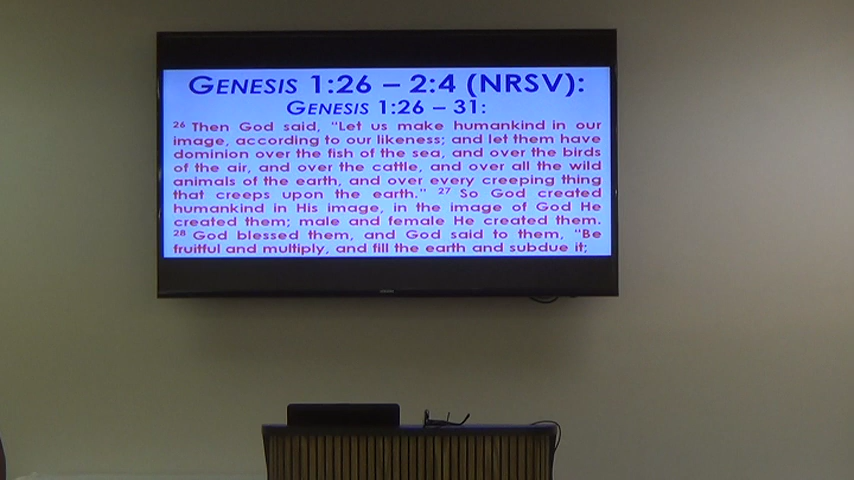 GENESIS 1:26 – 2:4 (NRSV):
GENESIS 1:26 – 31:
26 Then God said, "Let us make humankind in our
image, according to our likeness; and let them have
dominion over the fish of the sea, and over the birds
of the air, and over the cattle, and over all the wild
animals of the earth, and over every creeping thing
that creeps upon the earth." 27 So God created
humankind in His image, in the image of God He
created them; male and female He created them.
28 God blessed them, and God said to them, "Be
fruitful and multiply, and fill the earth and subdue it;